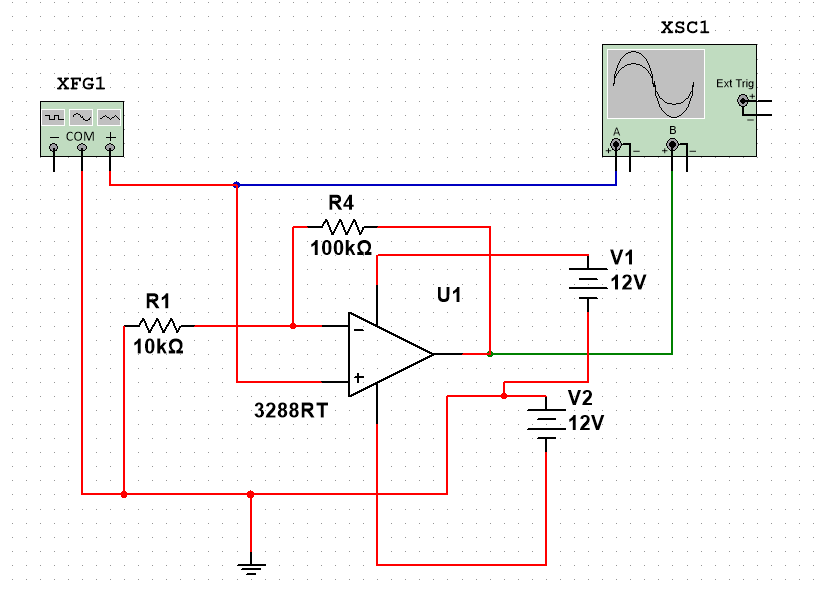 XSC1
XFG1
Ext Trig
+
−
− COM +
A B
+ − + −
R4
100kΩ
V1
12V
U1
R1
10kΩ
−
+
3288RT
V2
12V